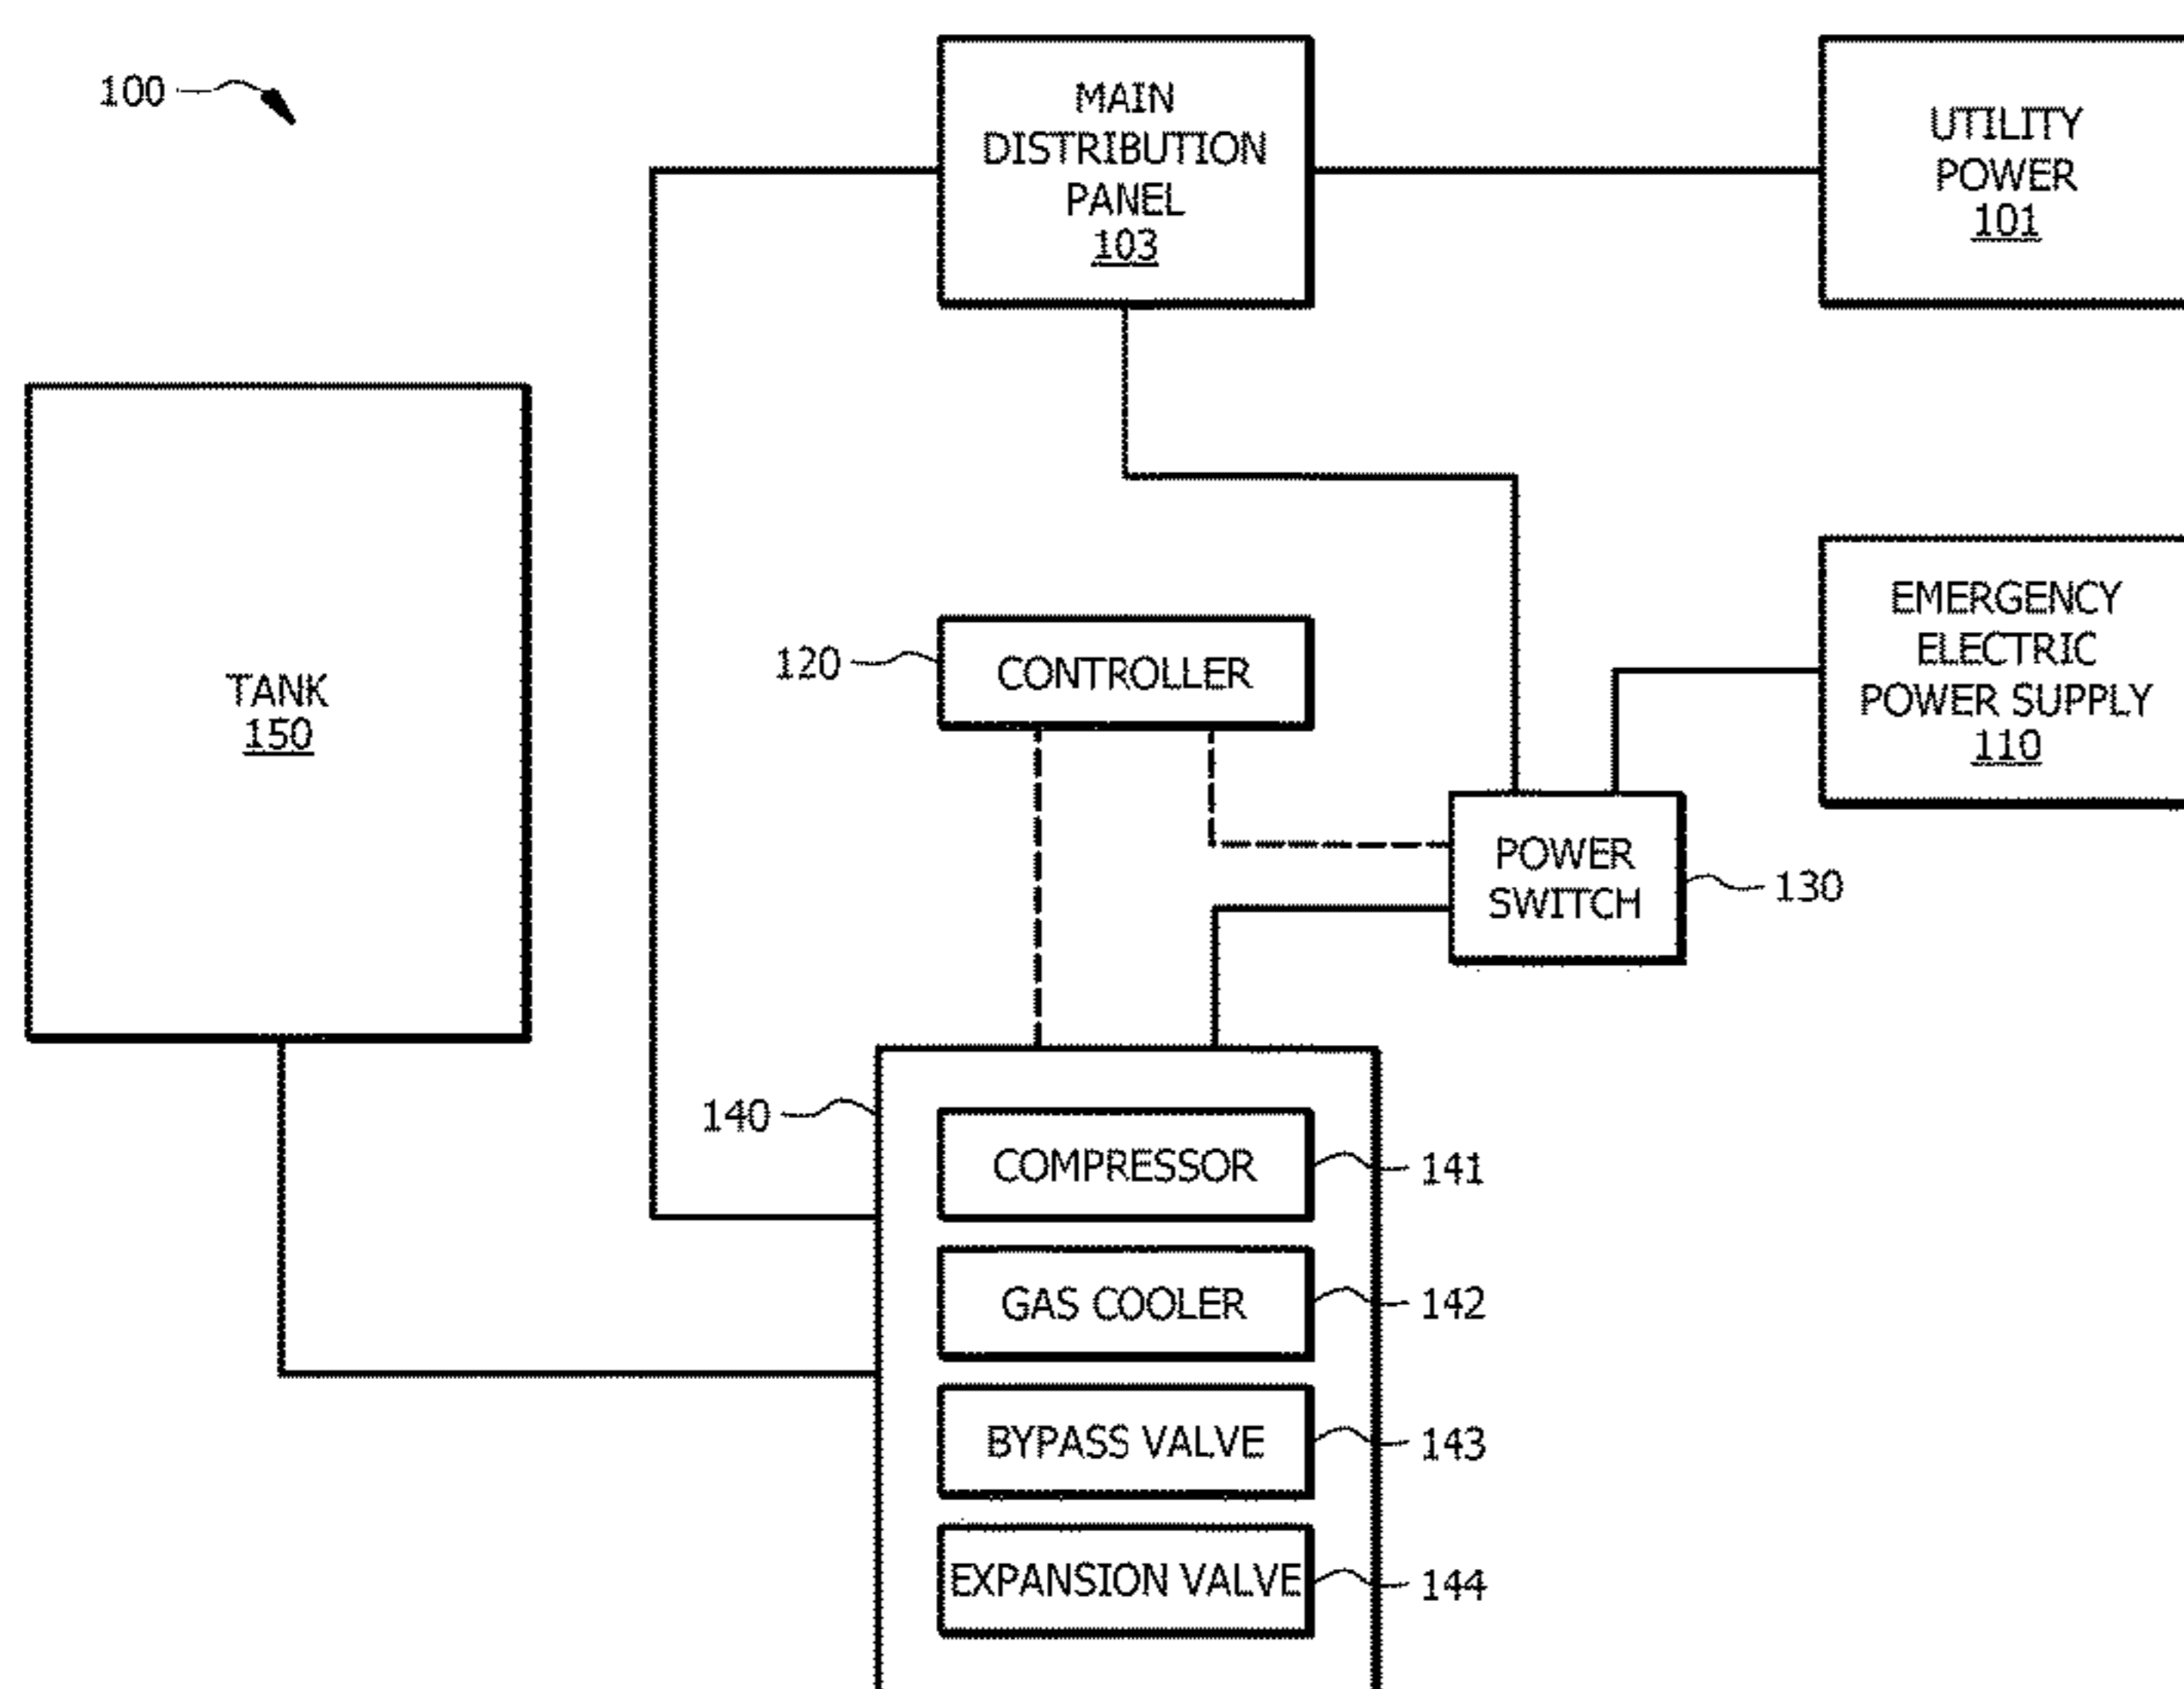 100
MAIN
DISTRIBUTION
PANEL
103
UTILITY
POWER
101
TANK
150
120
CONTROLLER
EMERGENCY
ELECTRIC
POWER SUPPLY
110
POWER
SWITCH
130
140
COMPRESSOR
141
GAS COOLER
142
BYPASS VALVE
143
EXPANSION VALVE
144